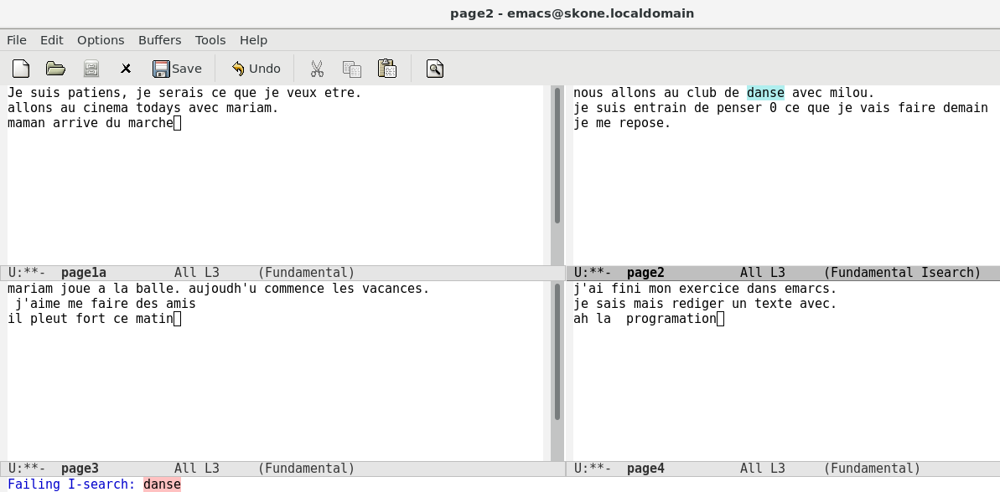 page2 - emacs@skone.localdomain
File Edit Options Buffers Tools Help
Save Undo
Je suis patiens, je serais ce que je veux etre.
allons au cinema todays avec mariam.
maman arrive du marche
U:**- page1a All L3 (Fundamental)
nous allons au club de danse avec milou.
je suis entrain de penser 0 ce que je vais faire demain
je me repose.
U:**- page2 All L3 (Fundamental Isearch)
mariam joue a la balle. aujoudh'u commence les vacances.
j'aime me faire des amis
il pleut fort ce matin
U:**- page3 All L3 (Fundamental)
j'ai fini mon exercice dans emarcs.
je sais mais rediger un texte avec.
ah la  programation
U:**- page4 All L3 (Fundamental)
Failing I-search: danse